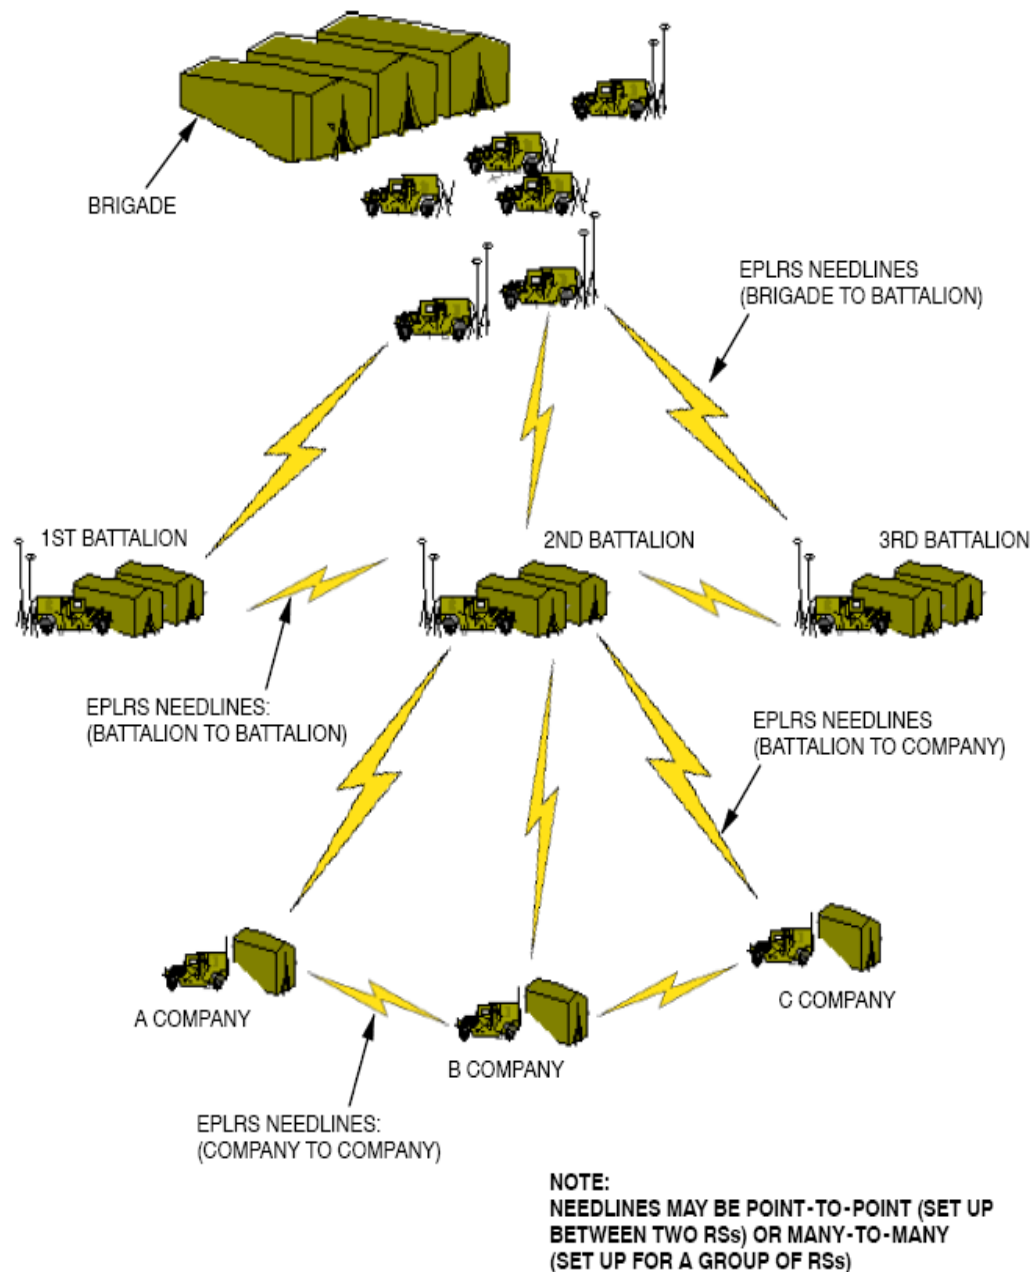 BRIGADE
EPLRS NEEDLINES
(BRIGADE TO BATTALION)
1ST BATTALION
2ND BATTALION
3RD BATTALION
EPLRS NEEDLINES:
(BATTALION TO BATTALION)
EPLRS NEEDLINES
(BATTALION TO COMPANY)
A COMPANY
B COMPANY
C COMPANY
EPLRS NEEDLINES:
(COMPANY TO COMPANY)
NOTE:
NEEDLINES MAY BE POINT-TO-POINT (SET UP
BETWEEN TWO RSs) OR MANY-TO-MANY
(SET UP FOR A GROUP OF RSs)